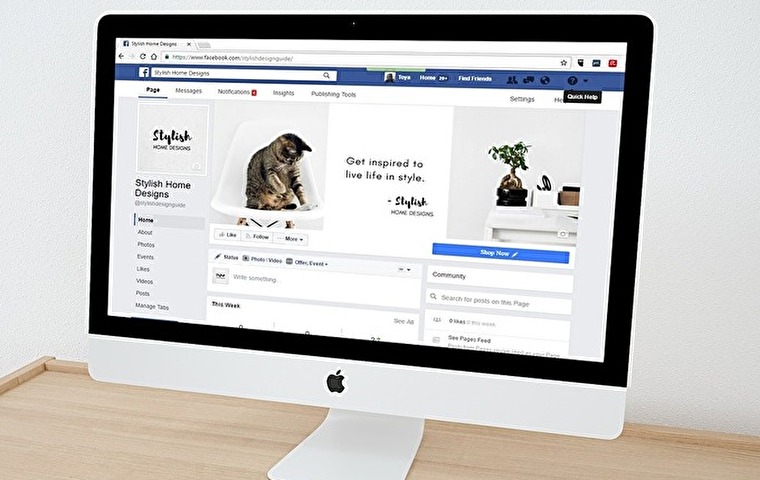 Stylish Home Designs
https://www.facebook.com/stylishdesignguide/
Stylish Home Designs
Toya Home 20+ Find Friends
Page Messages Notifications 4 Insights Publishing Tools Settings
Quick Help
Stylish
HOME DESIGNS
Get inspired to
live life in style.
- Stylish
HOME DESIGNS
Stylish Home
Designs
@stylishdesignguide
Home
About
Photos
Events
Likes
Videos
Posts
Manage Tabs
Like Follow More
Shop Now
Status Photo / Video Offer, Event +
Write something
This Week
See All
Community
Search for posts on this Page
0 likes 0 this week
See Pages Feed